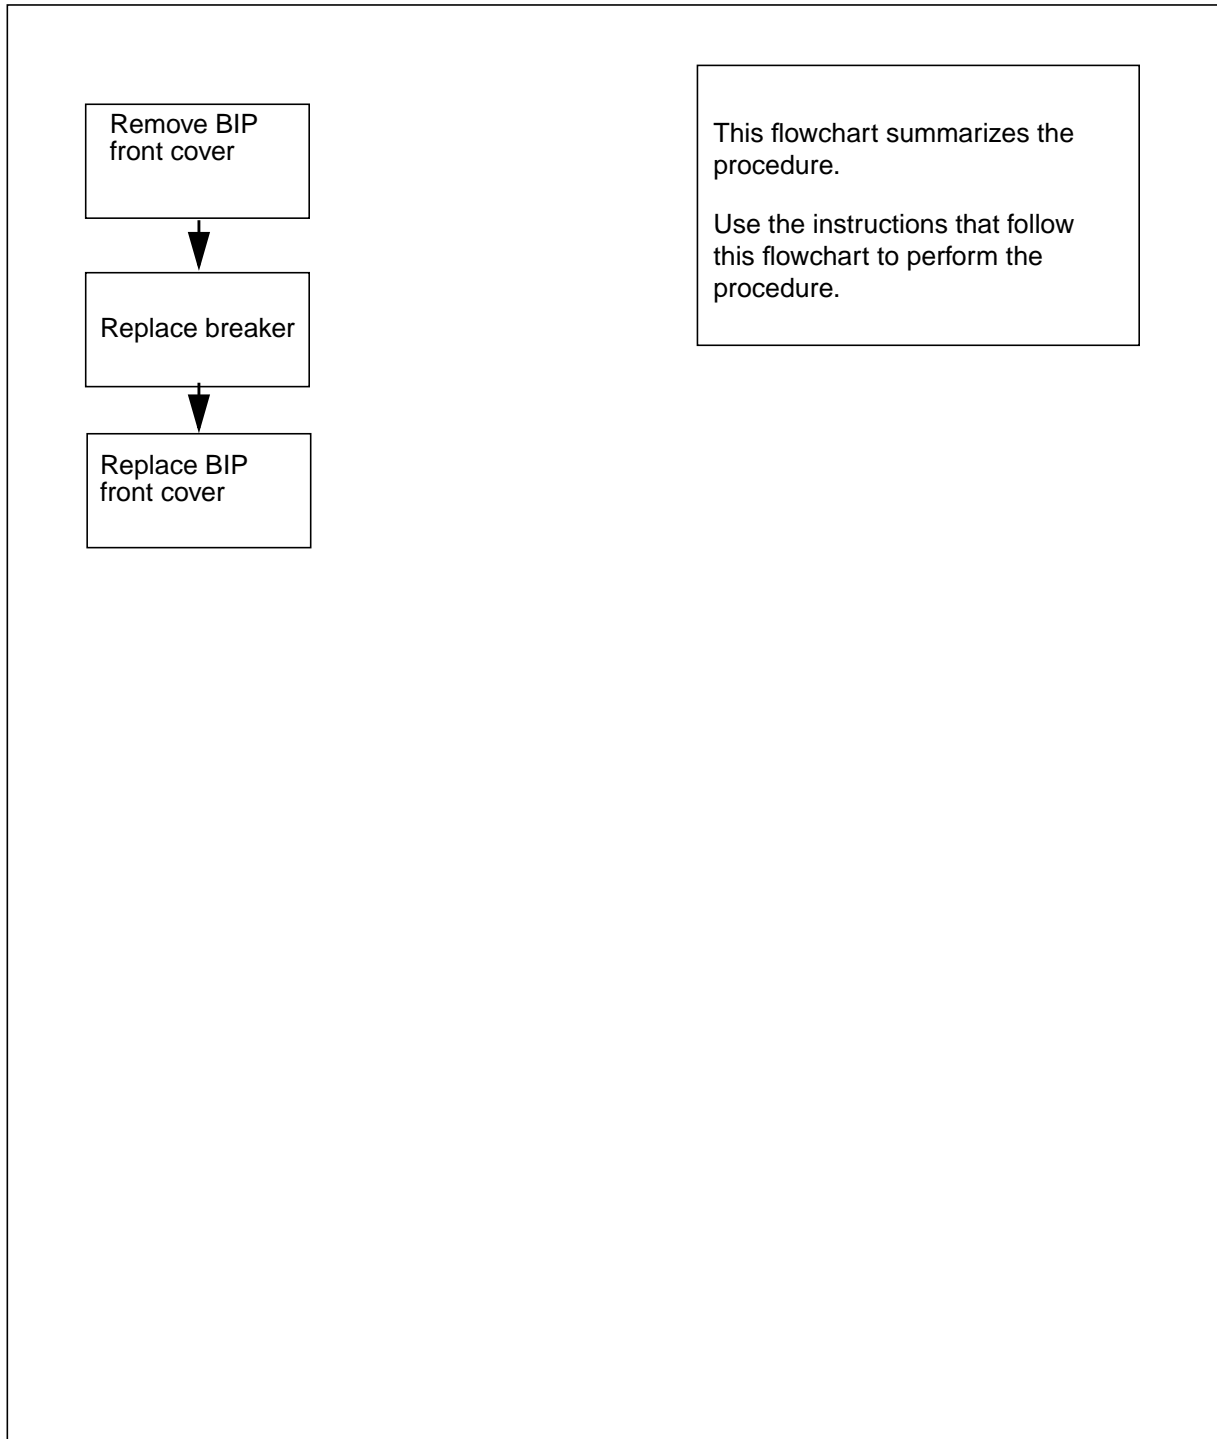 Remove BIP
front cover
Replace breaker
Replace BIP
front cover
This flowchart summarizes the
procedure.
Use the instructions that follow
this flowchart to perform the
procedure.